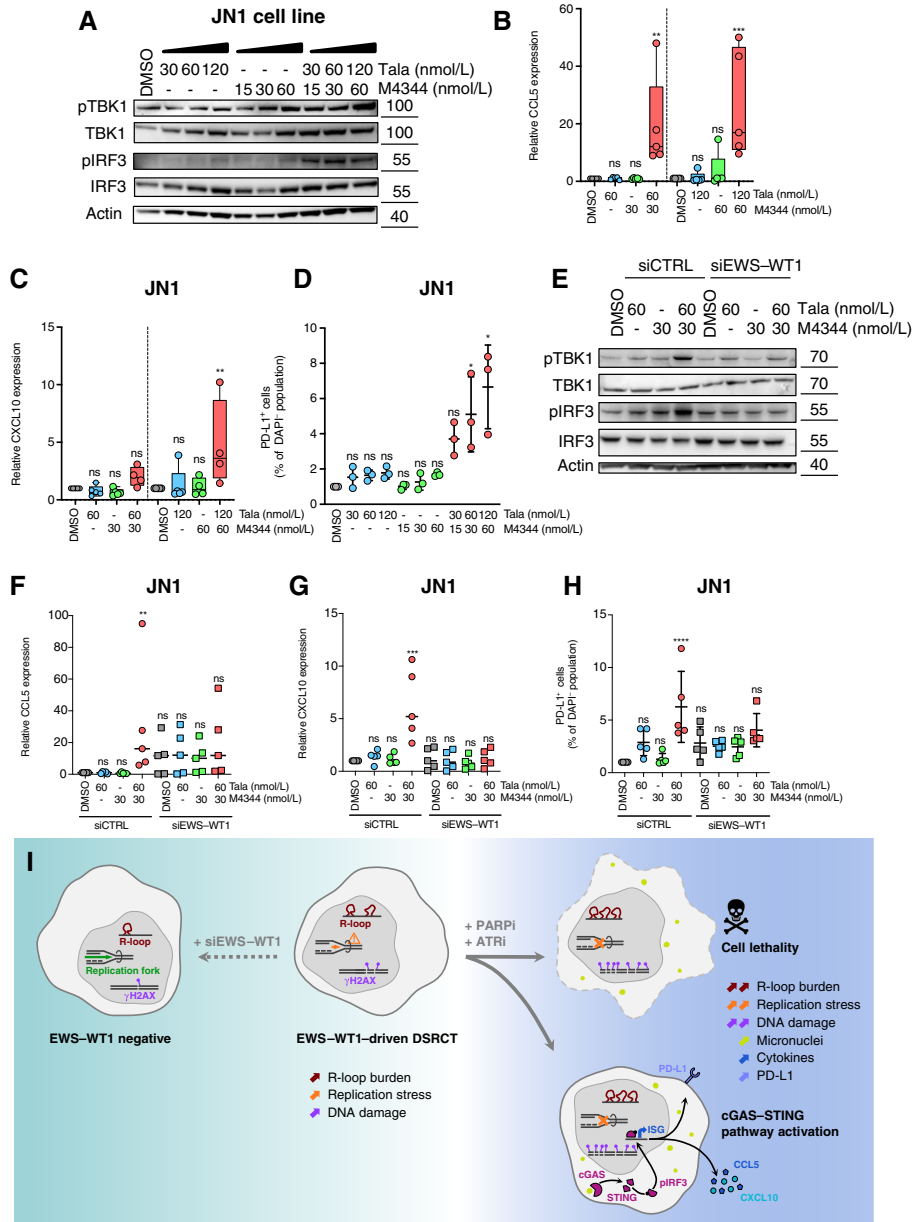 A
JN1 cell line
DMSO
30 60 120 - - - 30 60 120 Tala (nmol/L)
- - - 15 30 60 15 30 60 M4344 (nmol/L)
pTBK1 100
TBK1 100
pIRF3 55
IRF3 55
Actin 40
B
Relative CCL5 expression
60
40
20
0
ns ns ** ns ns ***
DMSO 60 - 60 DMSO 120 - 120 Tala (nmol/L)
- 30 30 - 60 60 M4344 (nmol/L)
C
JN1
Relative CXCL10 expression
15
10
5
0
ns ns ns ns ns **
DMSO 60 - 60 DMSO 120 - 120 Tala (nmol/L)
- 30 30 - 60 60 M4344 (nmol/L)
D
JN1
PD-L1+ cells
(% of DAPI− population)
10
8
6
4
2
0
ns ns ns ns ns ns ns * *
DMSO 30 60 120 - - - 30 60 120 Tala (nmol/L)
- - - 15 30 60 15 30 60 M4344 (nmol/L)
E
siCTRL siEWS–WT1
DMSO 60 - 60 DMSO 60 - 60 Tala (nmol/L)
- 30 30 - 30 30 M4344 (nmol/L)
pTBK1 70
TBK1 70
pIRF3 55
IRF3 55
Actin 40
F
JN1
Relative CCL5 expression
100
80
60
40
20
0
ns ns ** ns ns ns ns
DMSO 60 - 60 DMSO 60 - 60 Tala (nmol/L)
- 30 30 - 30 30 M4344 (nmol/L)
siCTRL siEWS–WT1
G
JN1
Relative CXCL10 expression
15
10
5
0
ns ns *** ns ns ns ns
DMSO 60 - 60 DMSO 60 - 60 Tala (nmol/L)
- 30 30 - 30 30 M4344 (nmol/L)
siCTRL siEWS–WT1
H
JN1
PD-L1+ cells
(% of DAPI− population)
15
10
5
0
ns ns **** ns ns ns ns
DMSO 60 - 60 DMSO 60 - 60 Tala (nmol/L)
- 30 30 - 30 30 M4344 (nmol/L)
siCTRL siEWS–WT1
I
R-loop
Replication fork
γH2AX
EWS–WT1 negative
+ siEWS–WT1
R-loop
γH2AX
EWS–WT1–driven DSRCT
R-loop burden
Replication stress
DNA damage
+ PARPi
+ ATRi
Cell lethality
R-loop burden
Replication stress
DNA damage
Micronuclei
Cytokines
PD-L1
PD-L1
ISG
cGAS
STING
pIRF3
cGAS–STING
pathway activation
CCL5
CXCL10